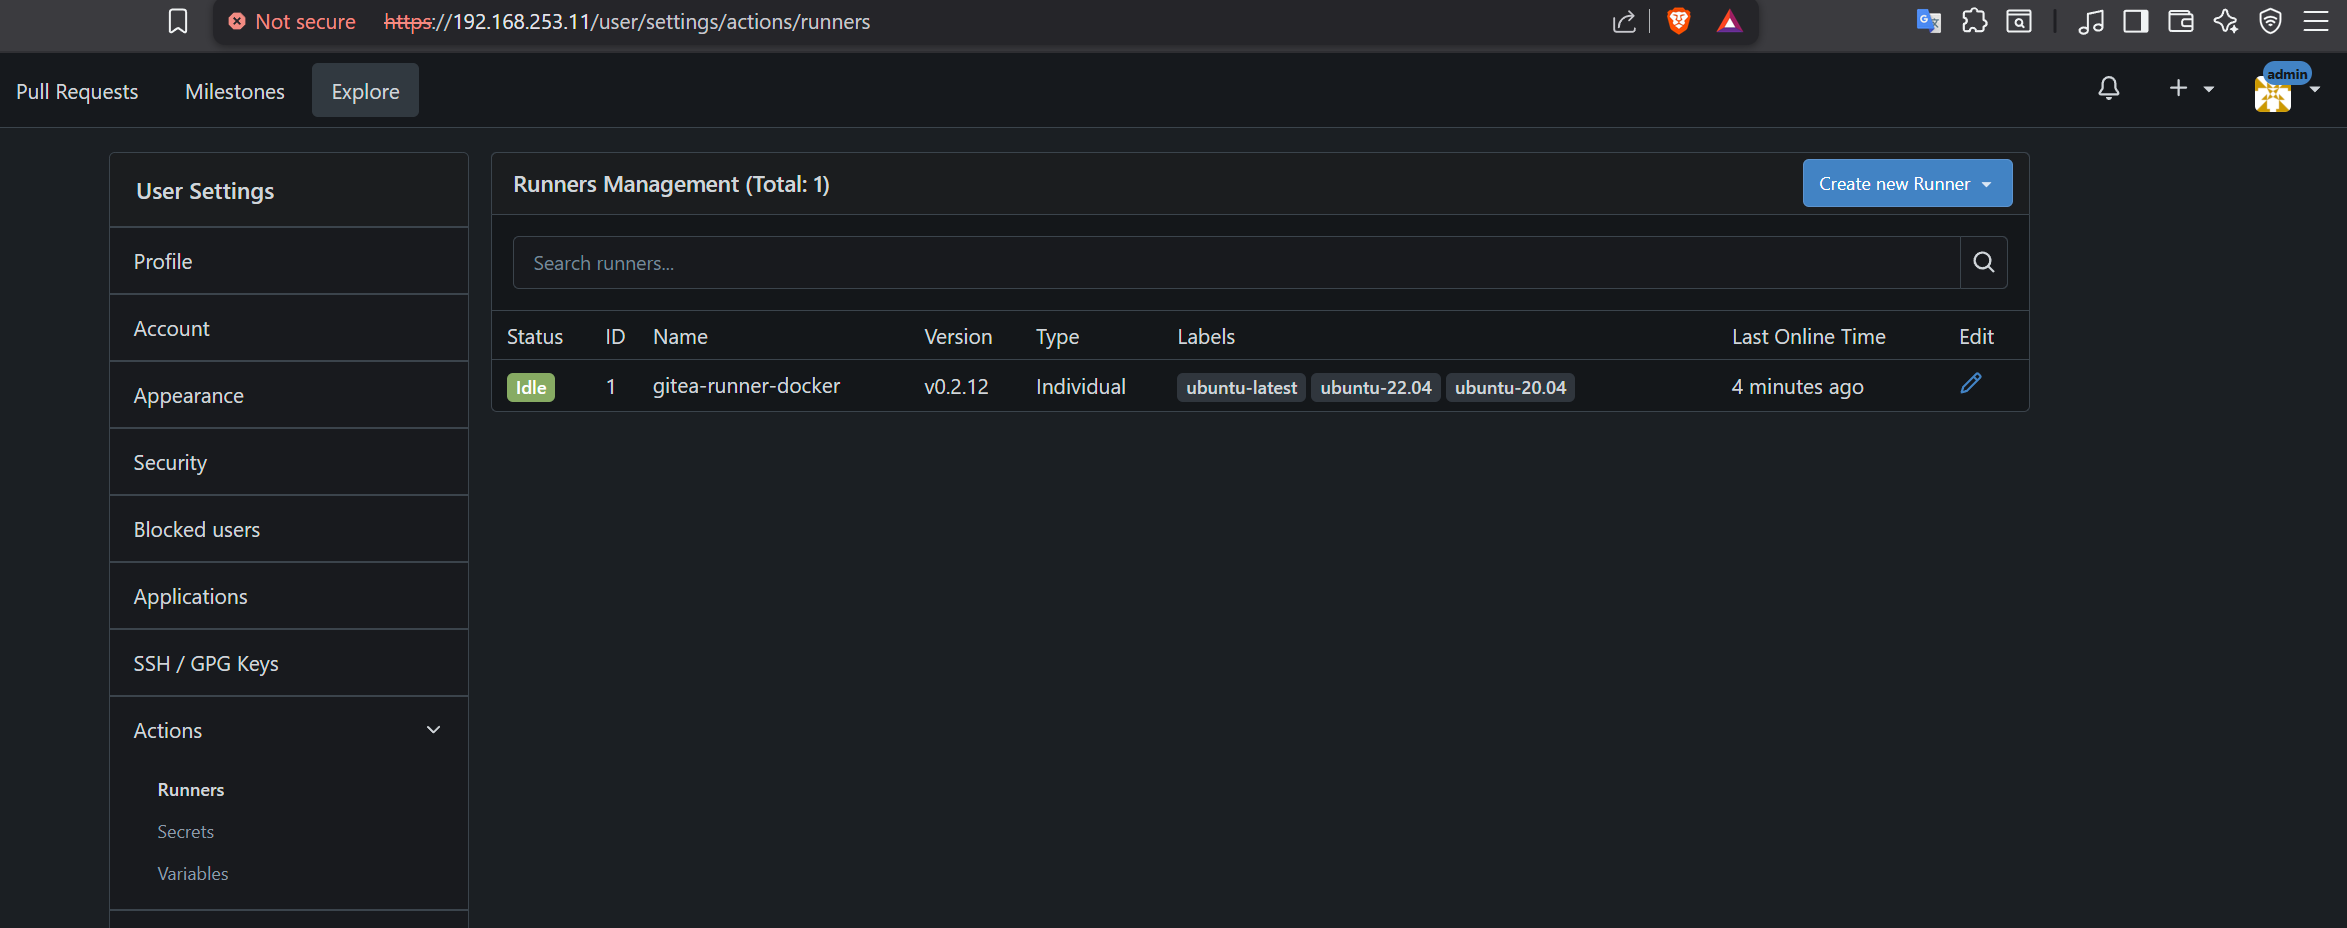 Not secure https://192.168.253.11/user/settings/actions/runners
Pull Requests Milestones Explore admin
User Settings
Profile
Account
Appearance
Security
Blocked users
Applications
SSH / GPG Keys
Actions
Runners
Secrets
Variables
Runners Management (Total: 1) Create new Runner
Search runners...
Status ID Name Version Type Labels Last Online Time Edit
Idle 1 gitea-runner-docker v0.2.12 Individual ubuntu-latest ubuntu-22.04 ubuntu-20.04 4 minutes ago